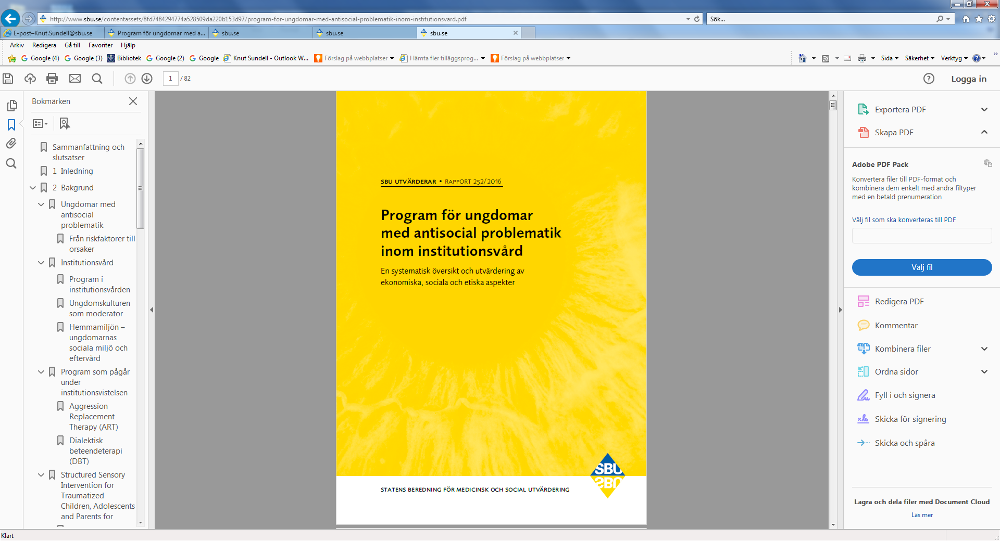 http://www.sbu.se/contentassets/8fd7484294774a528509da220b153d97/program-for-ungdomar-med-antisocial-problematik-inom-institutionsvard.pdf
Sök...
E-post–Knut.Sundell@sbu.se
Program för ungdomar med a...
sbu.se
sbu.se
sbu.se
Arkiv Redigera Gå till Favoriter Hjälp
Google (4) Google (3) Bibliotek Google (2) Google Knut Sundell - Outlook W... Förslag på webbplatser Hämta fler tilläggsprog... Förslag på webbplatser
Sida Säkerhet Verktyg
1 / 82
Logga in
Bokmärken
Sammanfattning och
slutsatser
1 Inledning
2 Bakgrund
Ungdomar med
antisocial
problematik
Från riskfaktorer till
orsaker
Institutionsvård
Program i
institutionsvården
Ungdomskulturen
som moderator
Hemmamiljön –
ungdomarnas
sociala miljö och
eftervård
Program som pågår
under
institutionsvistelsen
Aggression
Replacement
Therapy (ART)
Dialektisk
beteendeterapi
(DBT)
Structured Sensory
Intervention for
Traumatized
Children, Adolescents
and Parents for
SBU UTVÄRDERAR • RAPPORT 252/2016
Program för ungdomar
med antisocial problematik
inom institutionsvård
En systematisk översikt och utvärdering av
ekonomiska, sociala och etiska aspekter
SBU
SBU
STATENS BEREDNING FÖR MEDICINSK OCH SOCIAL UTVÄRDERING
Exportera PDF
Skapa PDF
Adobe PDF Pack
Konvertera filer till PDF-format och
kombinera dem enkelt med andra filtyper
med en betald prenumeration
Välj fil som ska konverteras till PDF
Välj fil
Redigera PDF
Kommentar
Kombinera filer
Ordna sidor
Fyll i och signera
Skicka för signering
Skicka och spåra
Lagra och dela filer med Document Cloud
Läs mer
Klart